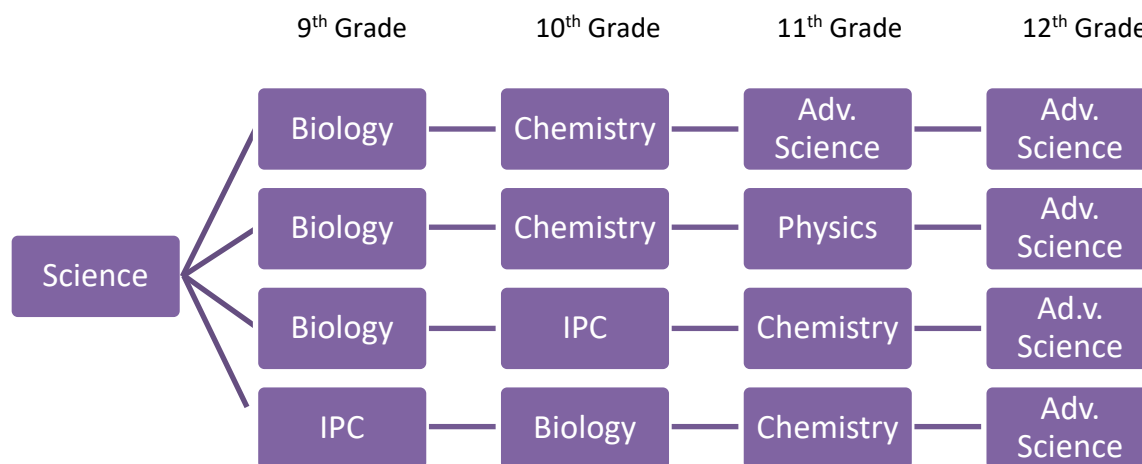 9th Grade 10th Grade 11th Grade 12th Grade
Biology Chemistry Adv. Science Adv. Science
Biology Chemistry Physics Adv. Science
Science
Biology IPC Chemistry Ad.v. Science
IPC Biology Chemistry Adv. Science